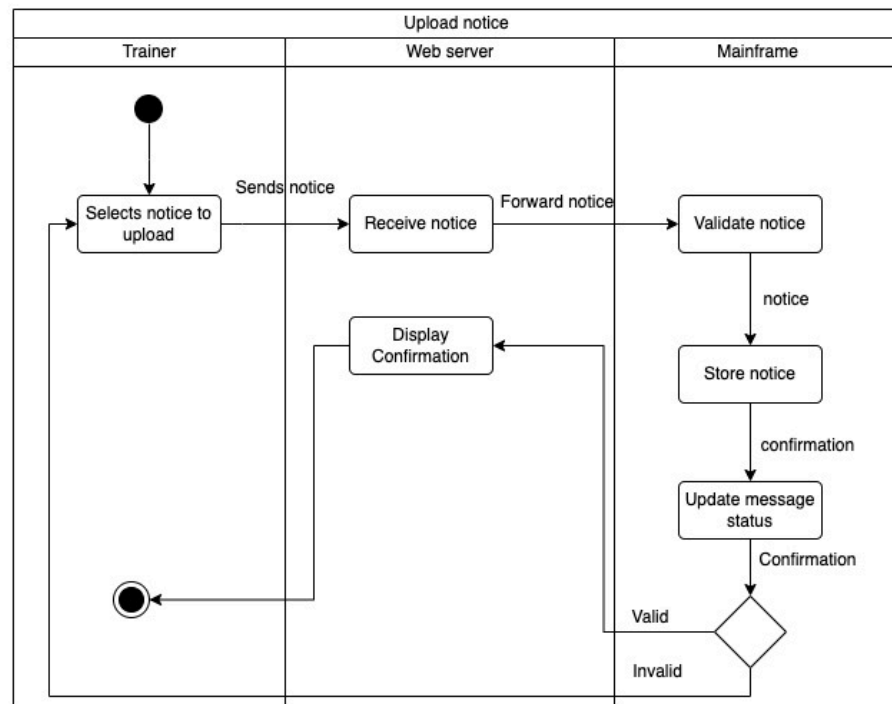 Upload notice
Trainer
Web server
Mainframe
Sends notice
Forward notice
Selects notice to
upload
Receive notice
Validate notice
notice
Display
Confirmation
Store notice
confirmation
Update message
status
Confirmation
Valid
Invalid